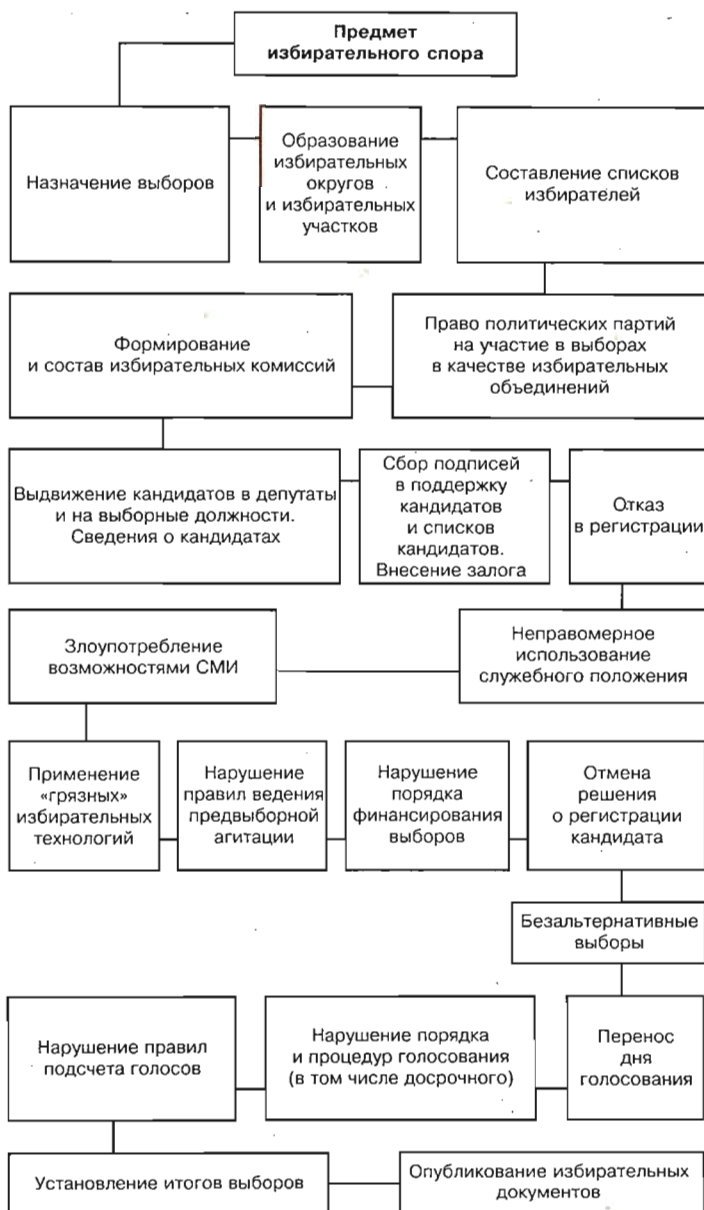 Предмет
избирательного спора
Назначение выборов
Образование
избирательных
округов
и избирательных
участков
Составление списков
избирателей
Формирование
и состав избирательных комиссий
Право политических партий
на участие в выборах
в качестве избирательных
объединений
Выдвижение кандидатов в депутаты
и на выборные должности.
Сведения о кандидатах
Сбор подписей
в поддержку
кандидатов
и списков
кандидатов.
Внесение залога
Отказ
в регистрации
Злоупотребление
возможностями СМИ
Неправомерное
использование
служебного положения
Применение
«грязных»
избирательных
технологий
Нарушение
правил ведения
предвыборной
агитации
Нарушение
порядка
финансирования
выборов
Отмена
решения
о регистрации
кандидата
Безальтернативные
выборы
Нарушение правил
подсчета голосов
Нарушение порядка
и процедур голосования
(в том числе досрочного)
Перенос
дня
голосования
Установление итогов выборов
Опубликование избирательных
документов